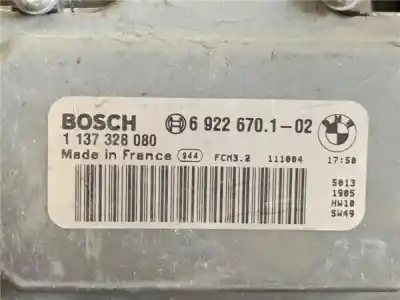 BOSCH 6 922 670.1-02
1 137 328 080
Made in France 944 FCM3.2 111004 17:50
5013
1905
HW10
SW49